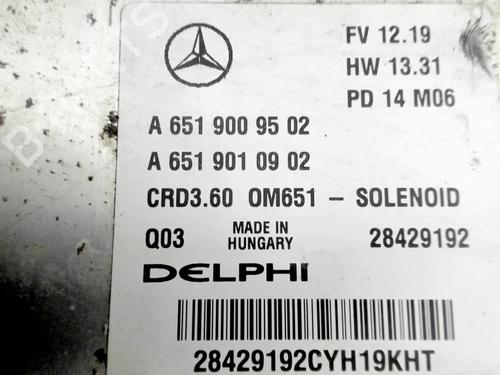 FV 12.19
HW 13.31
PD 14 M06
A 651 900 95 02
A 651 901 09 02
CRD3.60 OM651 - SOLENOID
Q03 MADE IN HUNGARY 28429192
DELPHI
28429192CYH19KHT